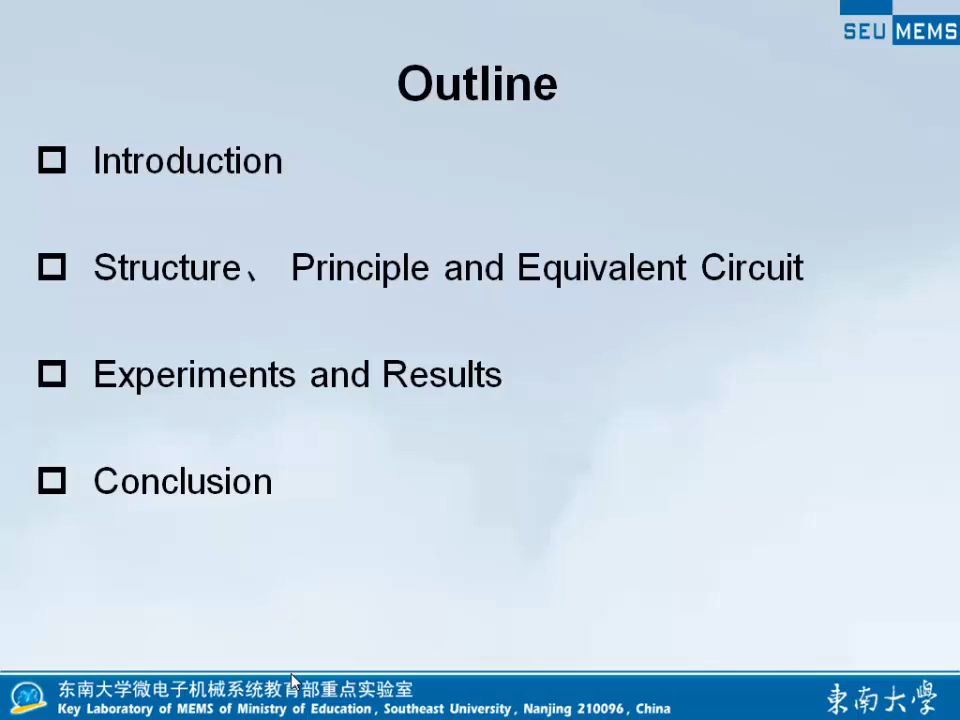 SEU MEMS
Outline
Introduction
Structure、 Principle and Equivalent Circuit
Experiments and Results
Conclusion
东南大学微电子机械系统教育部重点实验室
Key Laboratory of MEMS of Ministry of Education, Southeast University, Nanjing 210096, China
東南大學